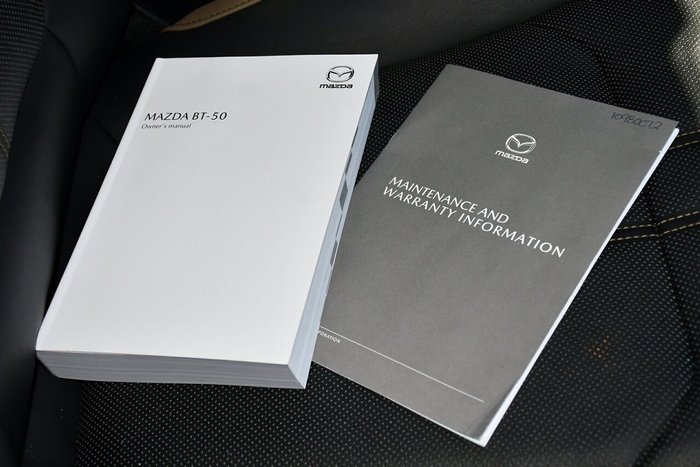 mazda
MAZDA BT-50
Owner's manual
mazda
MAINTENANCE AND
WARRANTY INFORMATION